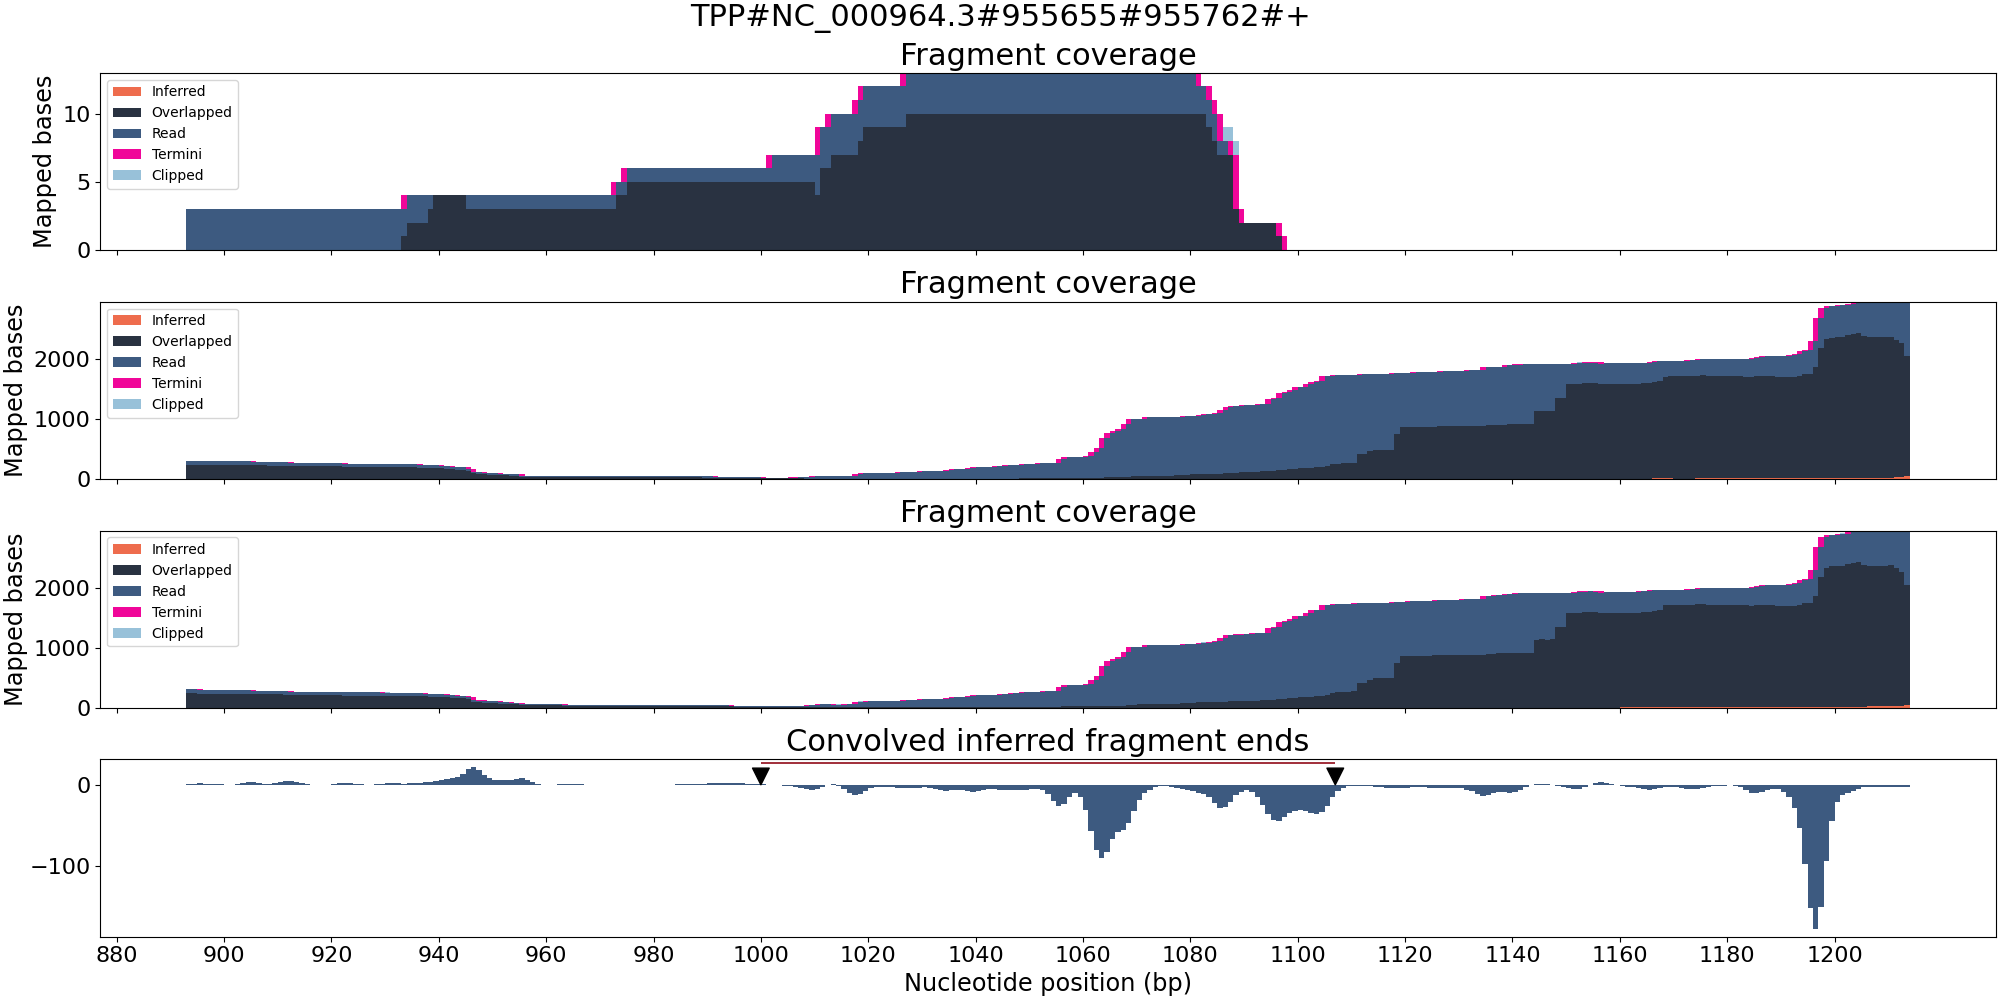 TPP#NC_000964.3#955655#955762#+
Fragment coverage
Mapped bases
10
5
0
Inferred
Overlapped
Read
Termini
Clipped
Fragment coverage
Mapped bases
2000
1000
0
Inferred
Overlapped
Read
Termini
Clipped
Fragment coverage
Mapped bases
2000
1000
0
Inferred
Overlapped
Read
Termini
Clipped
Convolved inferred fragment ends
0
−100
880 900 920 940 960 980 1000 1020 1040 1060 1080 1100 1120 1140 1160 1180 1200
Nucleotide position (bp)